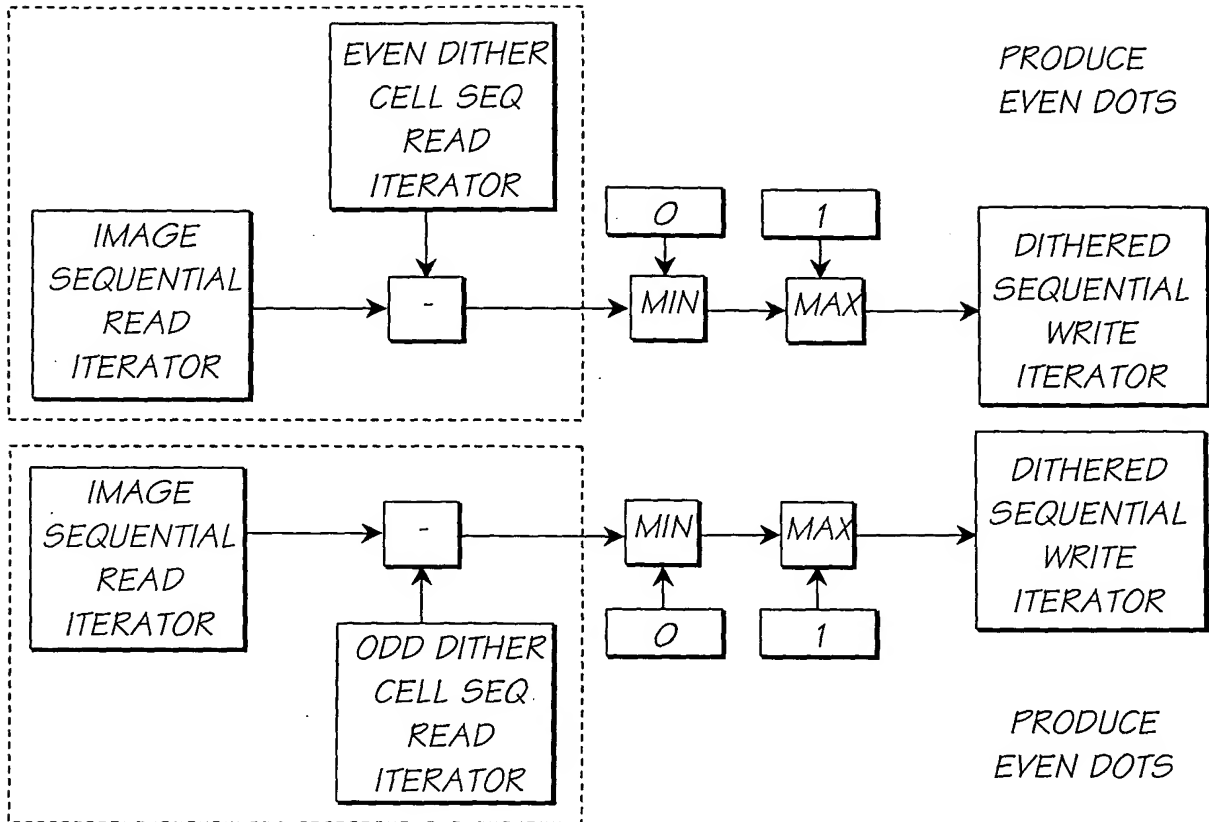 EVEN DITHER
CELL SEQ
READ
ITERATOR
PRODUCE
EVEN DOTS
IMAGE
SEQUENTIAL
READ
ITERATOR
-
0
MIN
1
MAX
DITHERED
SEQUENTIAL
WRITE
ITERATOR
IMAGE
SEQUENTIAL
READ
ITERATOR
-
MIN
0
MAX
1
DITHERED
SEQUENTIAL
WRITE
ITERATOR
ODD DITHER
CELL SEQ
READ
ITERATOR
PRODUCE
EVEN DOTS